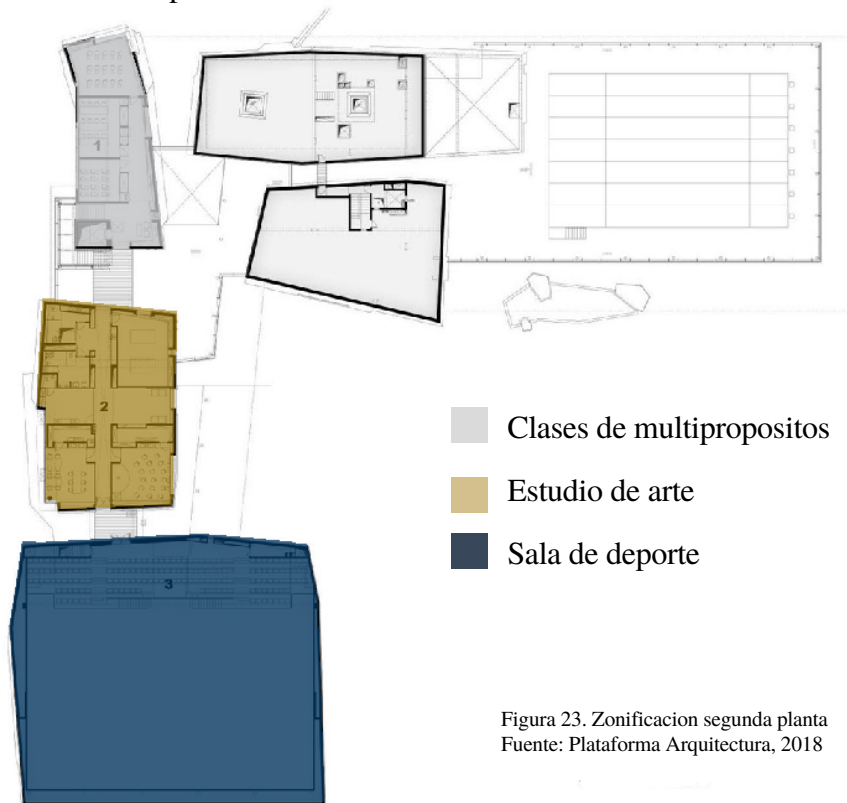 1
2
3
Clases de multipropositos
Estudio de arte
Sala de deporte
Figura 23. Zonificacion segunda planta
Fuente: Plataforma Arquitectura, 2018